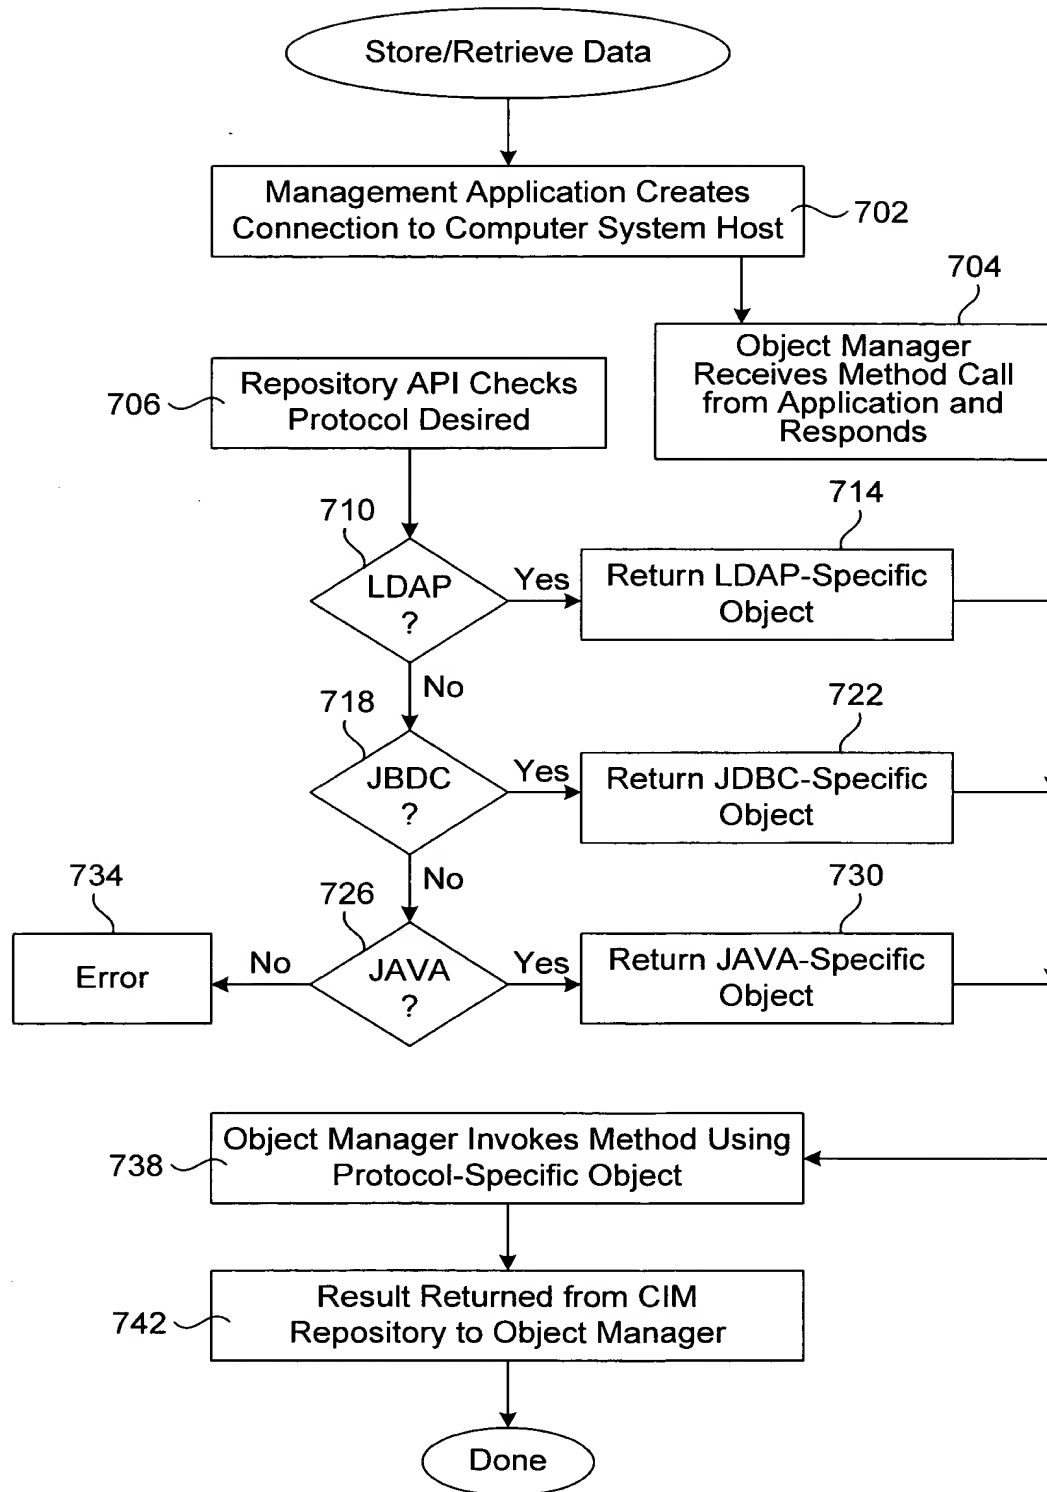 Store/Retrieve Data
Management Application Creates
Connection to Computer System Host
702
704
Object Manager
Receives Method Call
from Application and
Responds
Repository API Checks
Protocol Desired
706
710
LDAP
?
Yes
714
Return LDAP-Specific
Object
No
718
JBDC
?
Yes
722
Return JDBC-Specific
Object
No
726
JAVA
?
Yes
730
Return JAVA-Specific
Object
No
734
Error
Object Manager Invokes Method Using
Protocol-Specific Object
738
Result Returned from CIM
Repository to Object Manager
742
Done